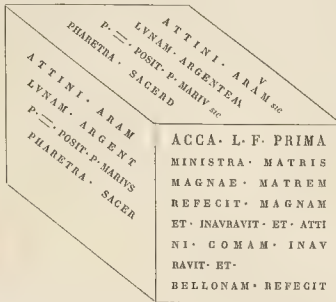 ATTINI · ARAM V sic
LVNAM · ARGENTEAM
P · = · POSIT · P · MARIV sic
PHARETRA · SACERD
ATTINI · ARAM
LVNAM · ARGENT
P · = · POSIT · P · MARIVS
PHARETRA · SACER
ACCA · L · F · PRIMA
MINISTRA · MATRIS
MAGNAE · MATREM
REFECIT · MAGNAM
ET · INAVRAVIT · ET · ATTI
NI · COMAM · INAV
RAVIT · ET ·
BELLONAM · REFECIT